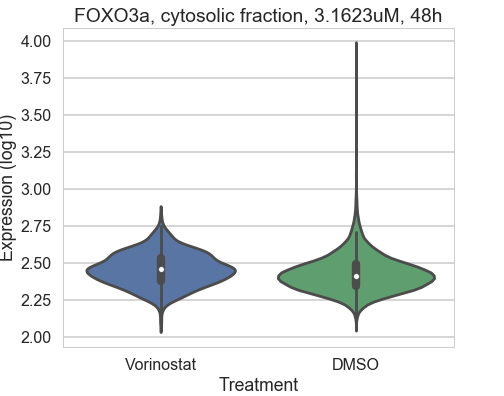 FOXO3a, cytosolic fraction, 3.1623uM, 48h
Expression (log10)
4.00
3.75
3.50
3.25
3.00
2.75
2.50
2.25
2.00
Vorinostat DMSO
Treatment